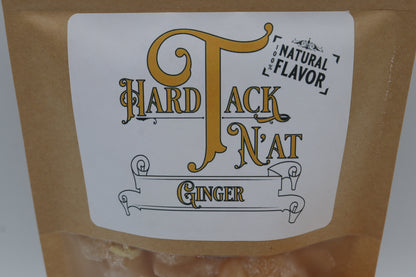 100% NATURAL
FLAVOR
HARD TACK
N'AT
GINGER